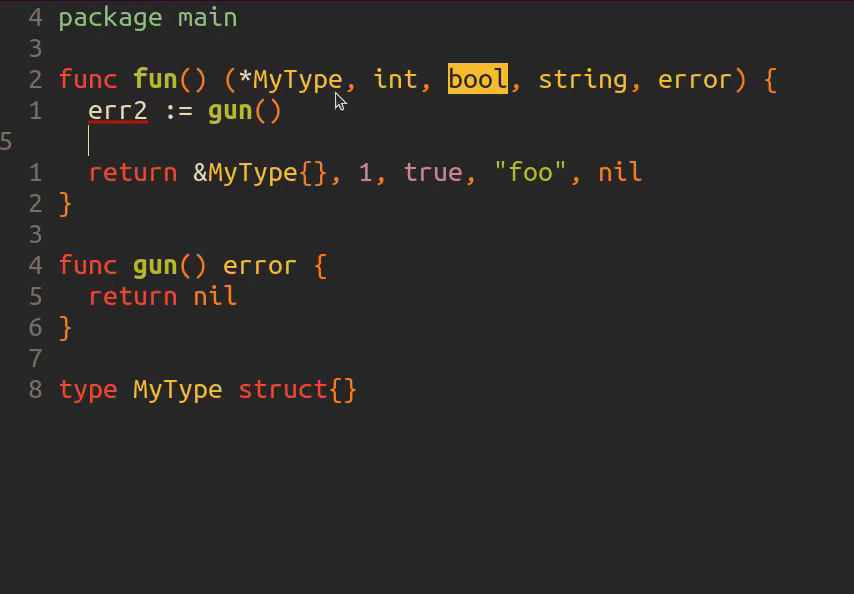 4 package main
3
2 func fun() (*MyType, int, bool, string, error) {
1   err2 := gun()
5
1   return &MyType{}, 1, true, "foo", nil
2 }
3
4 func gun() error {
5   return nil
6 }
7
8 type MyType struct{}